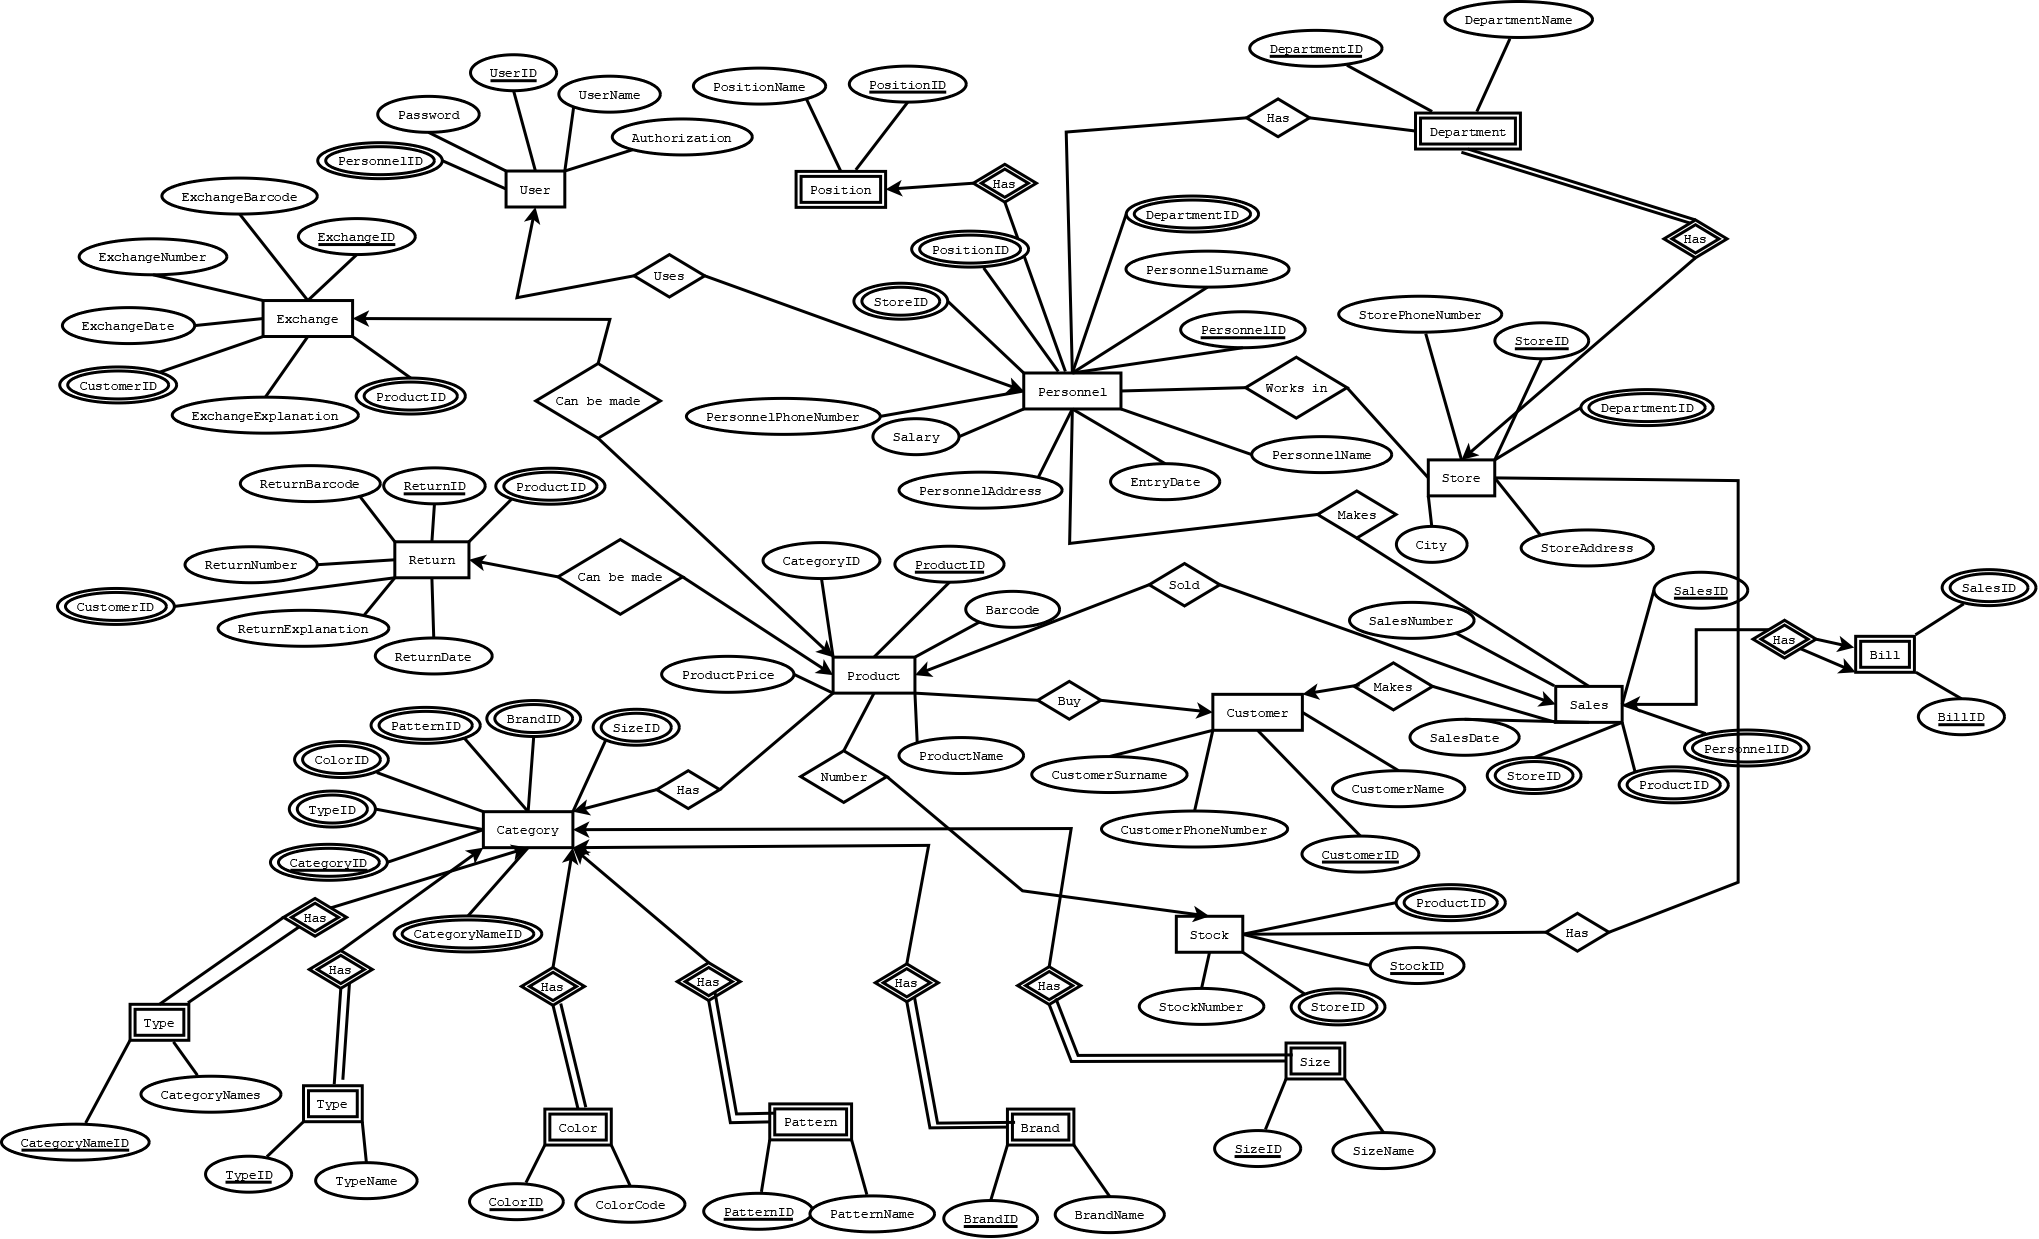 DepartmentName
DepartmentID
UserID
PositionName
PositionID
UserName
Password
Has
Department
Authorization
PersonnelID
User
Position
Has
ExchangeBarcode
DepartmentID
ExchangeID
PositionID
Has
ExchangeNumber
PersonnelSurname
Uses
StoreID
StorePhoneNumber
Exchange
ExchangeDate
PersonnelID
StoreID
CustomerID
Works in
Personnel
ProductID
Can be made
DepartmentID
ExchangeExplanation
PersonnelPhoneNumber
Salary
PersonnelName
Store
ReturnBarcode
ReturnID
ProductID
EntryDate
PersonnelAddress
Makes
City
StoreAddress
Return
CategoryID
ProductID
ReturnNumber
Can be made
Sold
SalesID
SalesID
CustomerID
Barcode
SalesNumber
ReturnExplanation
Has
ReturnDate
Bill
ProductPrice
Product
Makes
Buy
Sales
Customer
BillID
BrandID
PatternID
SizeID
SalesDate
PersonnelID
ColorID
ProductName
CustomerSurname
StoreID
Number
ProductID
Has
CustomerName
TypeID
Category
CustomerPhoneNumber
CategoryID
CustomerID
ProductID
Has
CategoryNameID
Stock
Has
StockID
Has
Has
Has
Has
Has
StockNumber
StoreID
Type
Size
CategoryNames
Type
Color
Pattern
Brand
CategoryNameID
SizeID
SizeName
TypeID
TypeName
ColorID
ColorCode
PatternID
PatternName
BrandID
BrandName